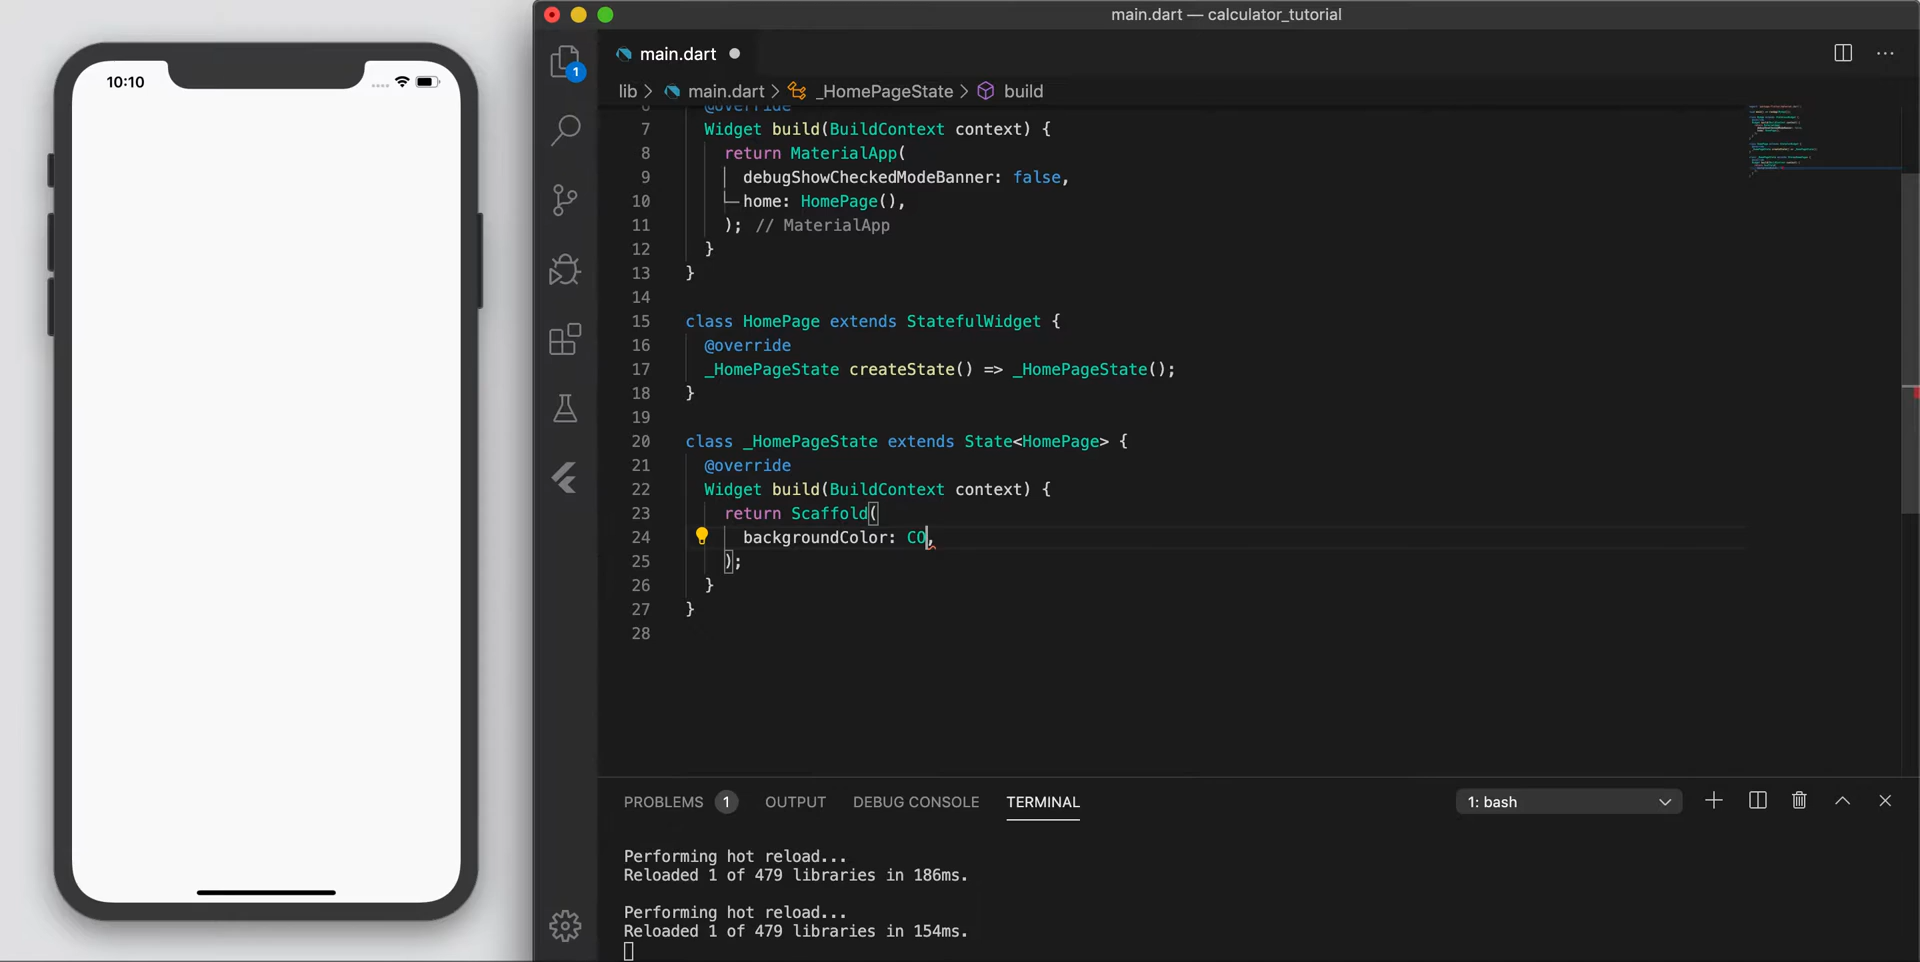 10:10
main.dart — calculator_tutorial
1
main.dart
lib > main.dart > _HomePageState > build
6 @override
7 Widget build(BuildContext context) {
8 return MaterialApp(
9 debugShowCheckedModeBanner: false,
10 home: HomePage(),
11 ); // MaterialApp
12 }
13 }
14
15 class HomePage extends StatefulWidget {
16 @override
17 _HomePageState createState() => _HomePageState();
18 }
19
20 class _HomePageState extends State<HomePage> {
21 @override
22 Widget build(BuildContext context) {
23 return Scaffold(
24 backgroundColor: CO,
25 );
26 }
27 }
28
PROBLEMS 1 OUTPUT DEBUG CONSOLE TERMINAL 1: bash
Performing hot reload...
Reloaded 1 of 479 libraries in 186ms.
Performing hot reload...
Reloaded 1 of 479 libraries in 154ms.